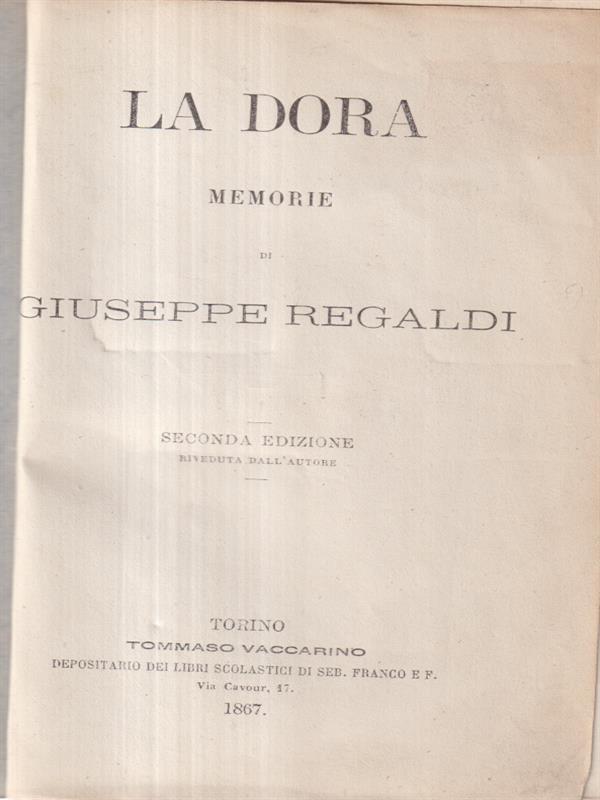 LA DORA
MEMORIE
DI
GIUSEPPE REGALDI
SECONDA EDIZIONE
RIVEDUTA DALL'AUTORE
TORINO
TOMMASO VACCARINO
DEPOSITARIO DEI LIBRI SCOLASTICI DI SEB. FRANCO E F.
Via Cavour, 17.
1867.